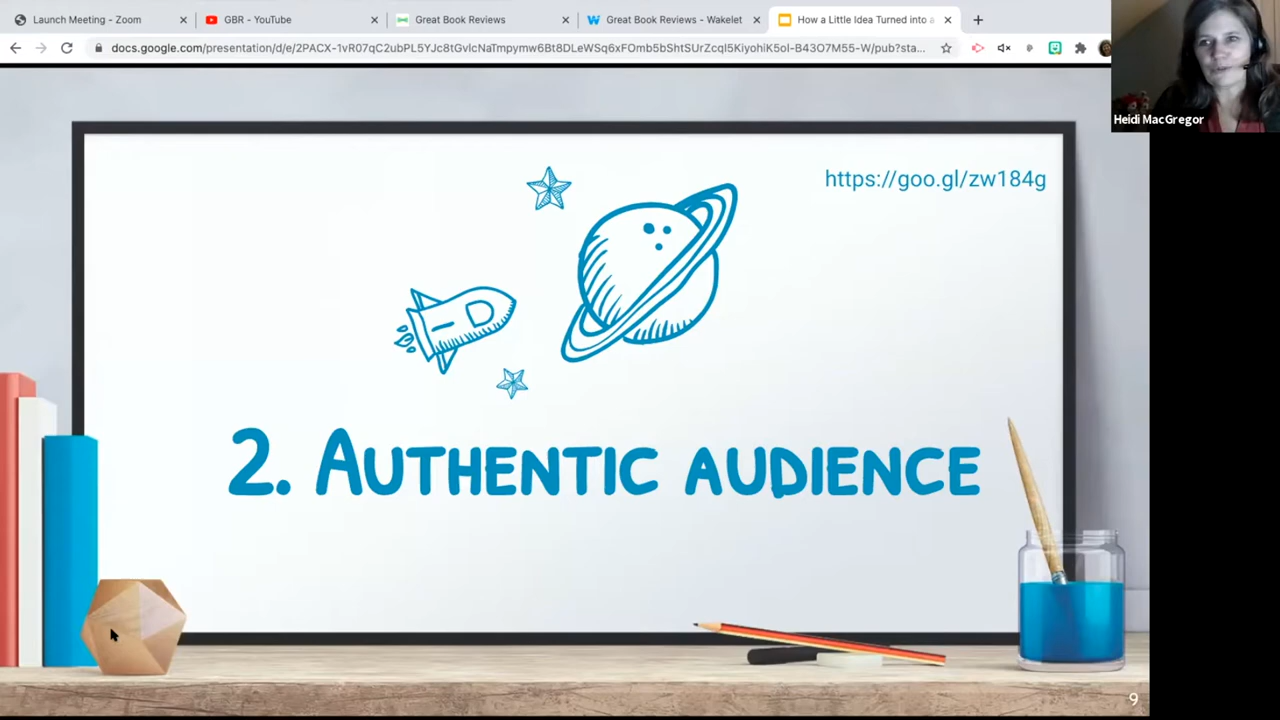 Launch Meeting - Zoom
GBR - YouTube
Great Book Reviews
Great Book Reviews - Wakelet
How a Little Idea Turned into a
docs.google.com/presentation/d/e/2PACX-1vR07qC2ubPL5YJc8tGvlcNaTmpymw6Bt8DLeWSq6xFOmb5bShtSUrZcqI5KiyohiK5oI-B43O7M55-W/pub?sta...
Heidi MacGregor
https://goo.gl/zw184g
2. Authentic audience
9